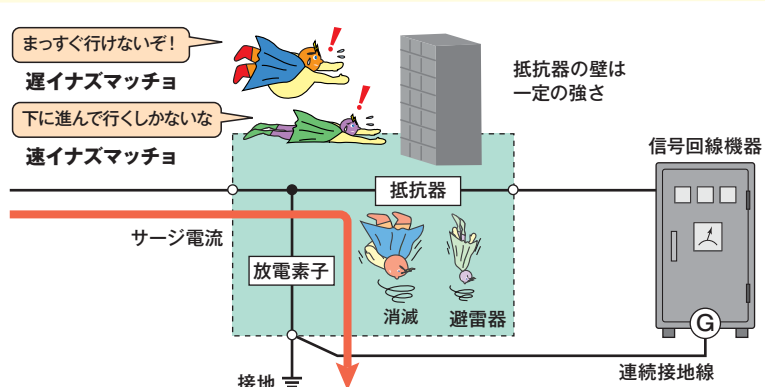 まっすぐ行けないぞ！
遅イナズマッチョ
下に進んで行くしかないな
速イナズマッチョ
抵抗器の壁は
一定の強さ
信号回線機器
抵抗器
サージ電流
放電素子
消滅
避雷器
G
接地
連続接地線